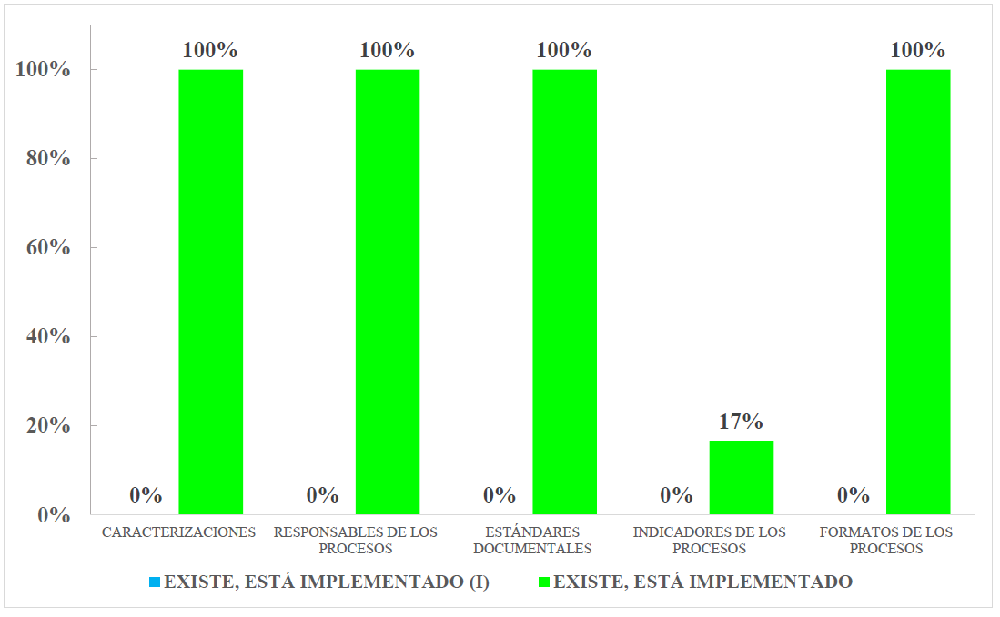 100%
80%
60%
40%
20%
0%
0% 100% 0% 100% 0% 100% 0% 17% 0% 100%
CARACTERIZACIONES
RESPONSABLES DE LOS
PROCESOS
ESTÁNDARES
DOCUMENTALES
INDICADORES DE LOS
PROCESOS
FORMATOS DE LOS
PROCESOS
EXISTE, ESTÁ IMPLEMENTADO (I)
EXISTE, ESTÁ IMPLEMENTADO